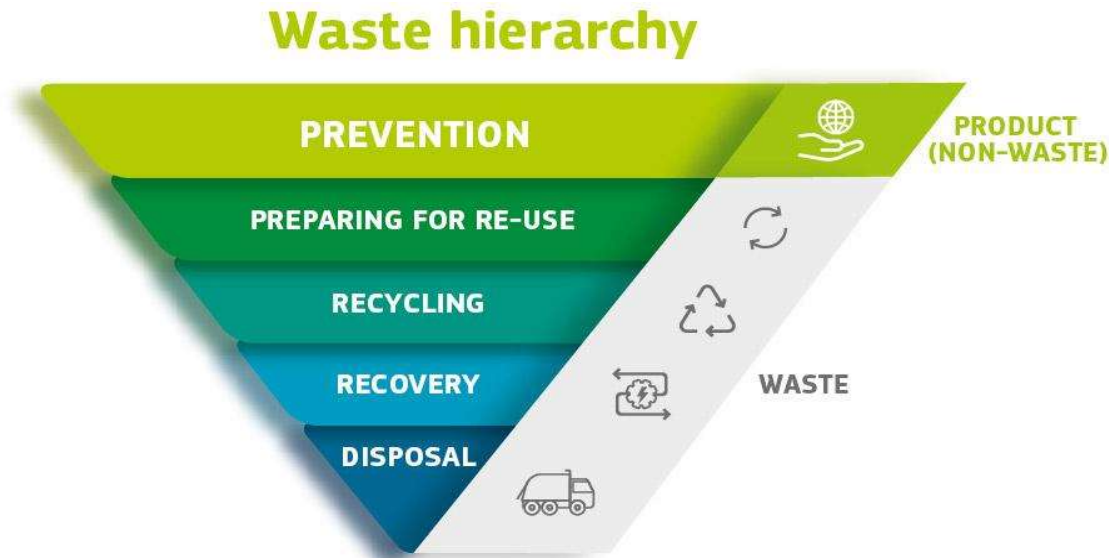 Waste hierarchy
PREVENTION
PRODUCT
(NON-WASTE)
PREPARING FOR RE-USE
RECYCLING
RECOVERY
WASTE
DISPOSAL